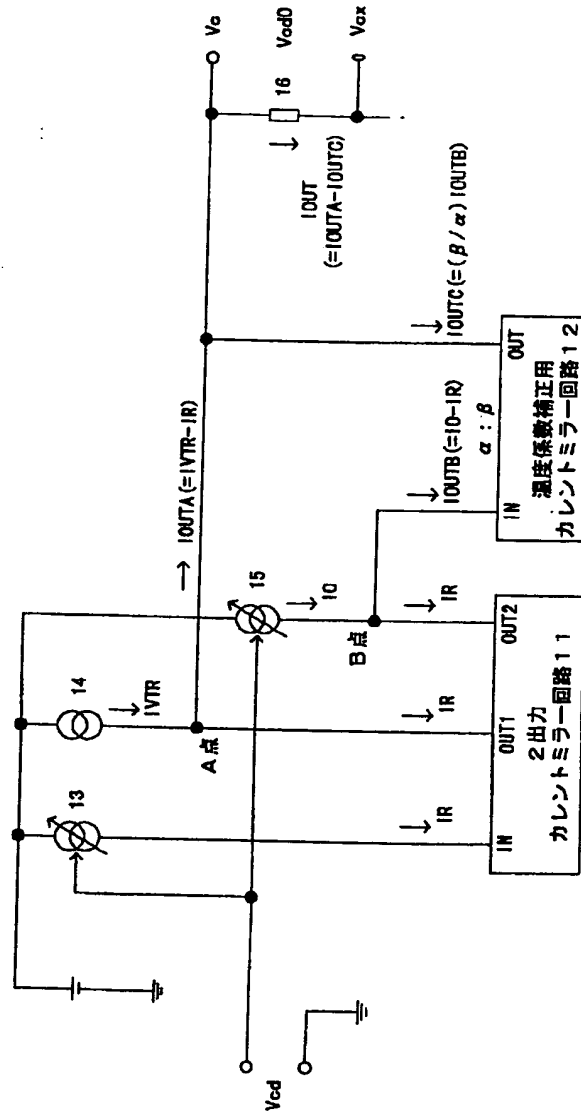 Vcd
13
IR
IN
14
IVTR
A点
IR
OUT1
2出力
カレントミラー回路11
15
IO
B点
IR
OUT2
IOUTA(=IVTR-IR)
IOUTB(=IO-IR)
α:β
IN
温度係数補正用
カレントミラー回路12
OUT
IOUTC(=(β/α)IOUTB)
IOUT
(=IOUTA-IOUTC)
16
Va
Vad0
Vax